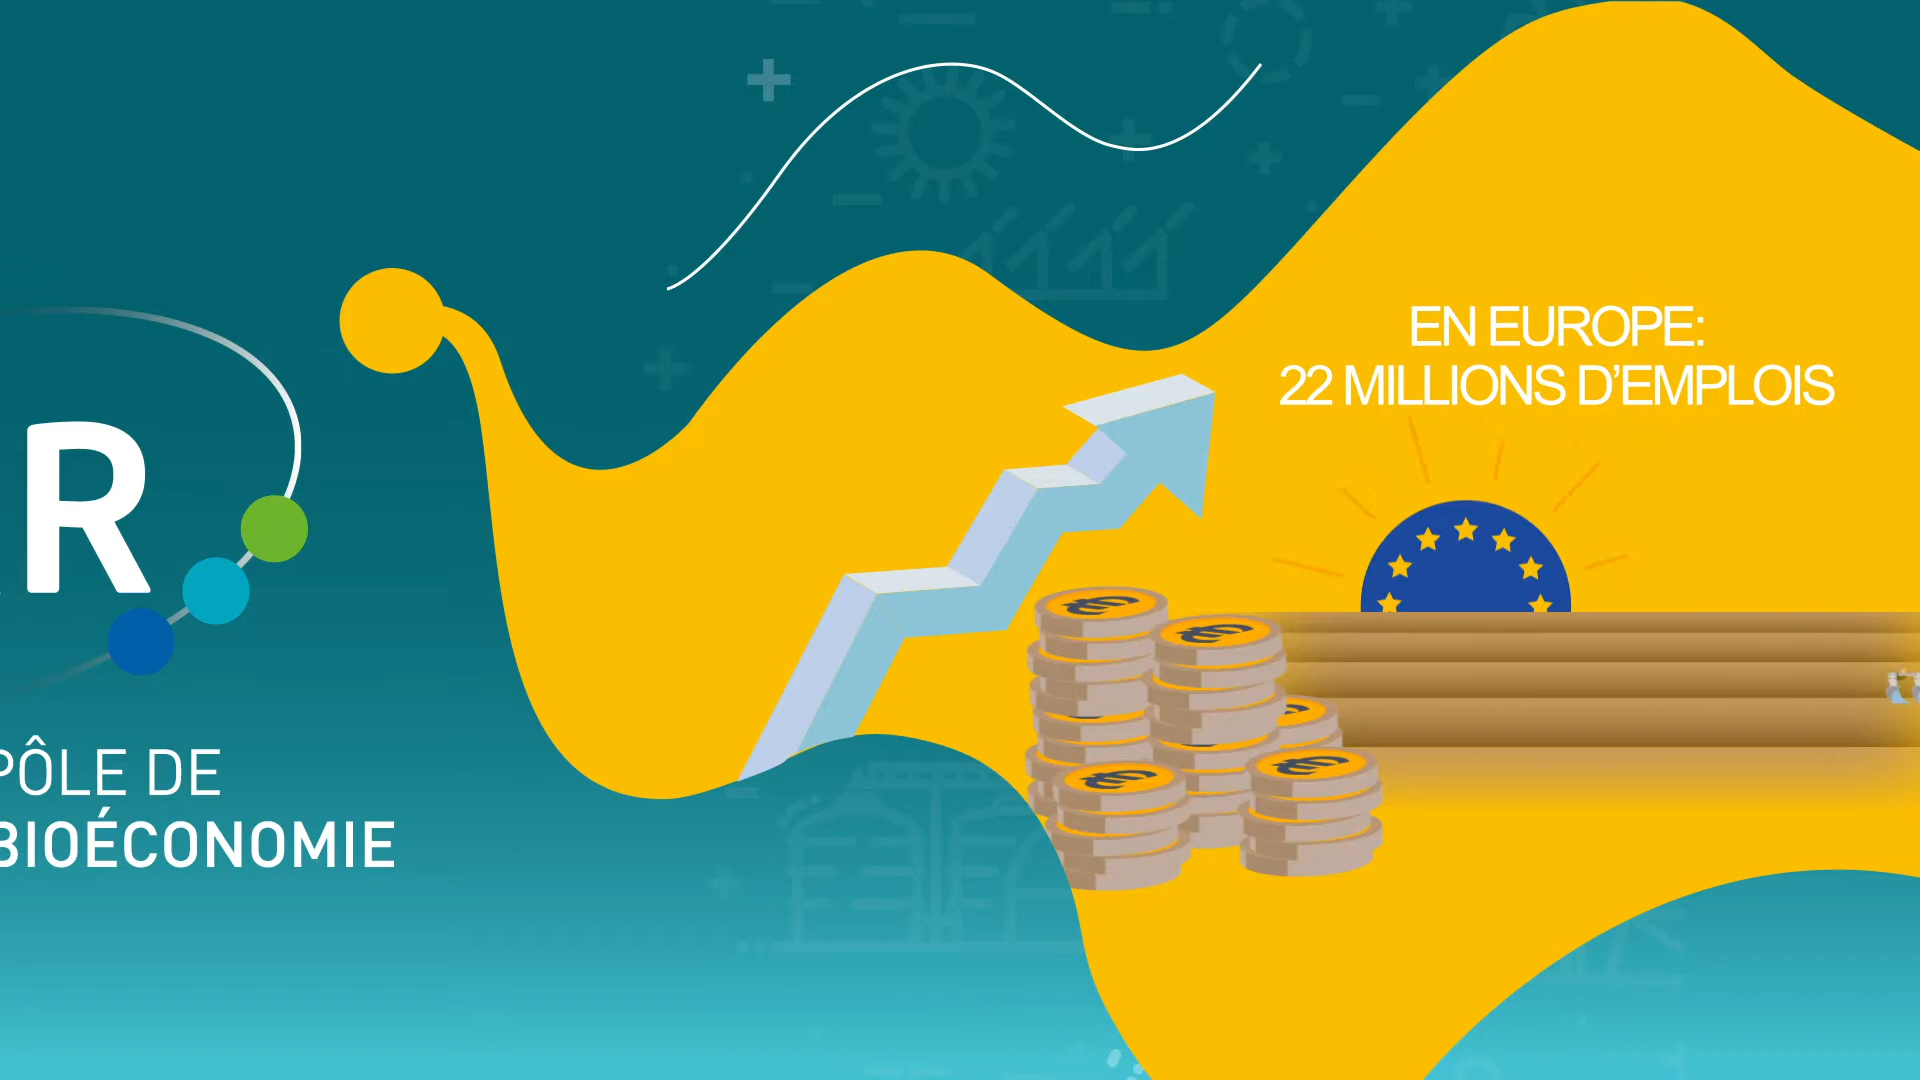 R
PÔLE DE
BIOÉCONOMIE
EN EUROPE:
22 MILLIONS D’EMPLOIS